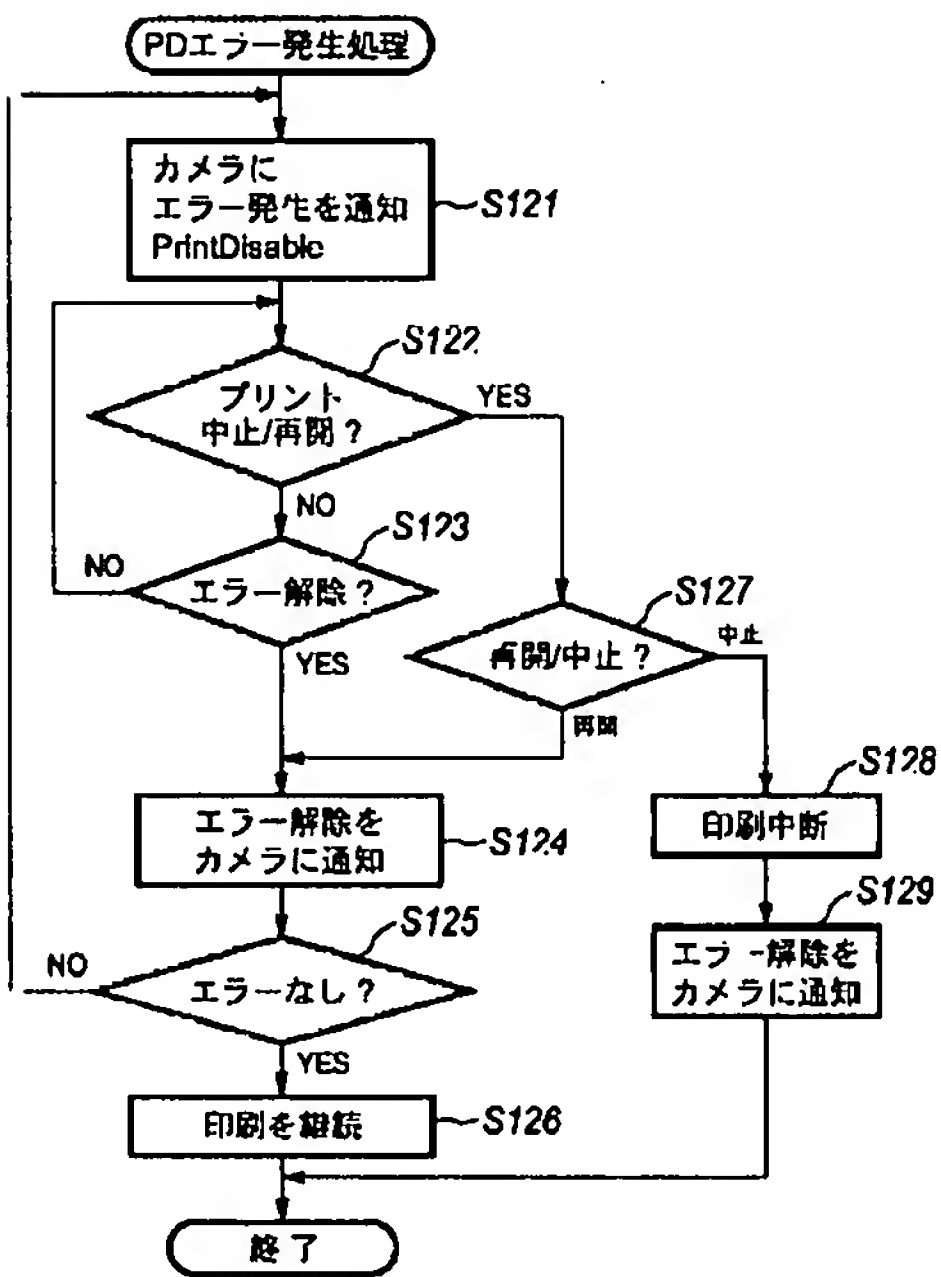 PDエラー発生処理
カメラに
エラー発生を通知
PrintDisable
S121
S122
プリント
中止/再開?
YES
NO
S123
エラー解除?
NO
YES
S127
再開/中止?
中止
再開
エラー解除を
カメラに通知
S124
S128
印刷中断
S125
エラーなし?
NO
YES
S129
エラー解除を
カメラに通知
印刷を継続
S126
終了